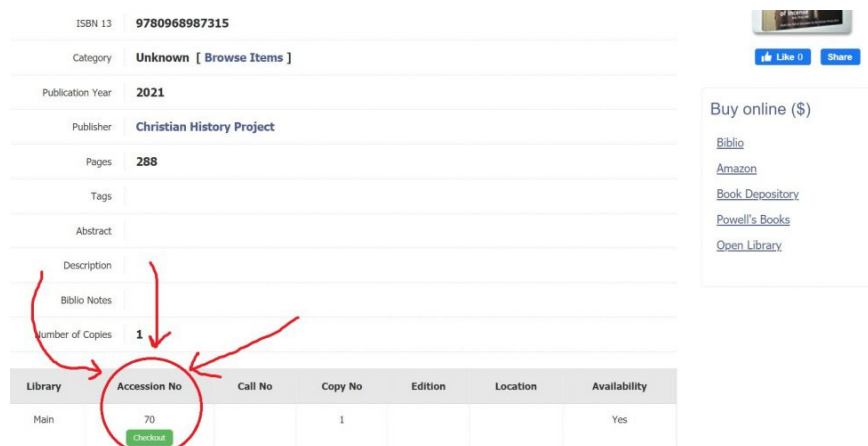 ISBN 13 9780968987315
Category Unknown [ Browse Items ]
Publication Year 2021
Publisher Christian History Project
Pages 288
Tags
Abstract
Description
Biblio Notes
Number of Copies 1
Library Accession No Call No Copy No Edition Location Availability
Main 70 1 Yes
Checkout
of Incense
Like 0 Share
Buy online ($)
Biblio
Amazon
Book Depository
Powell's Books
Open Library